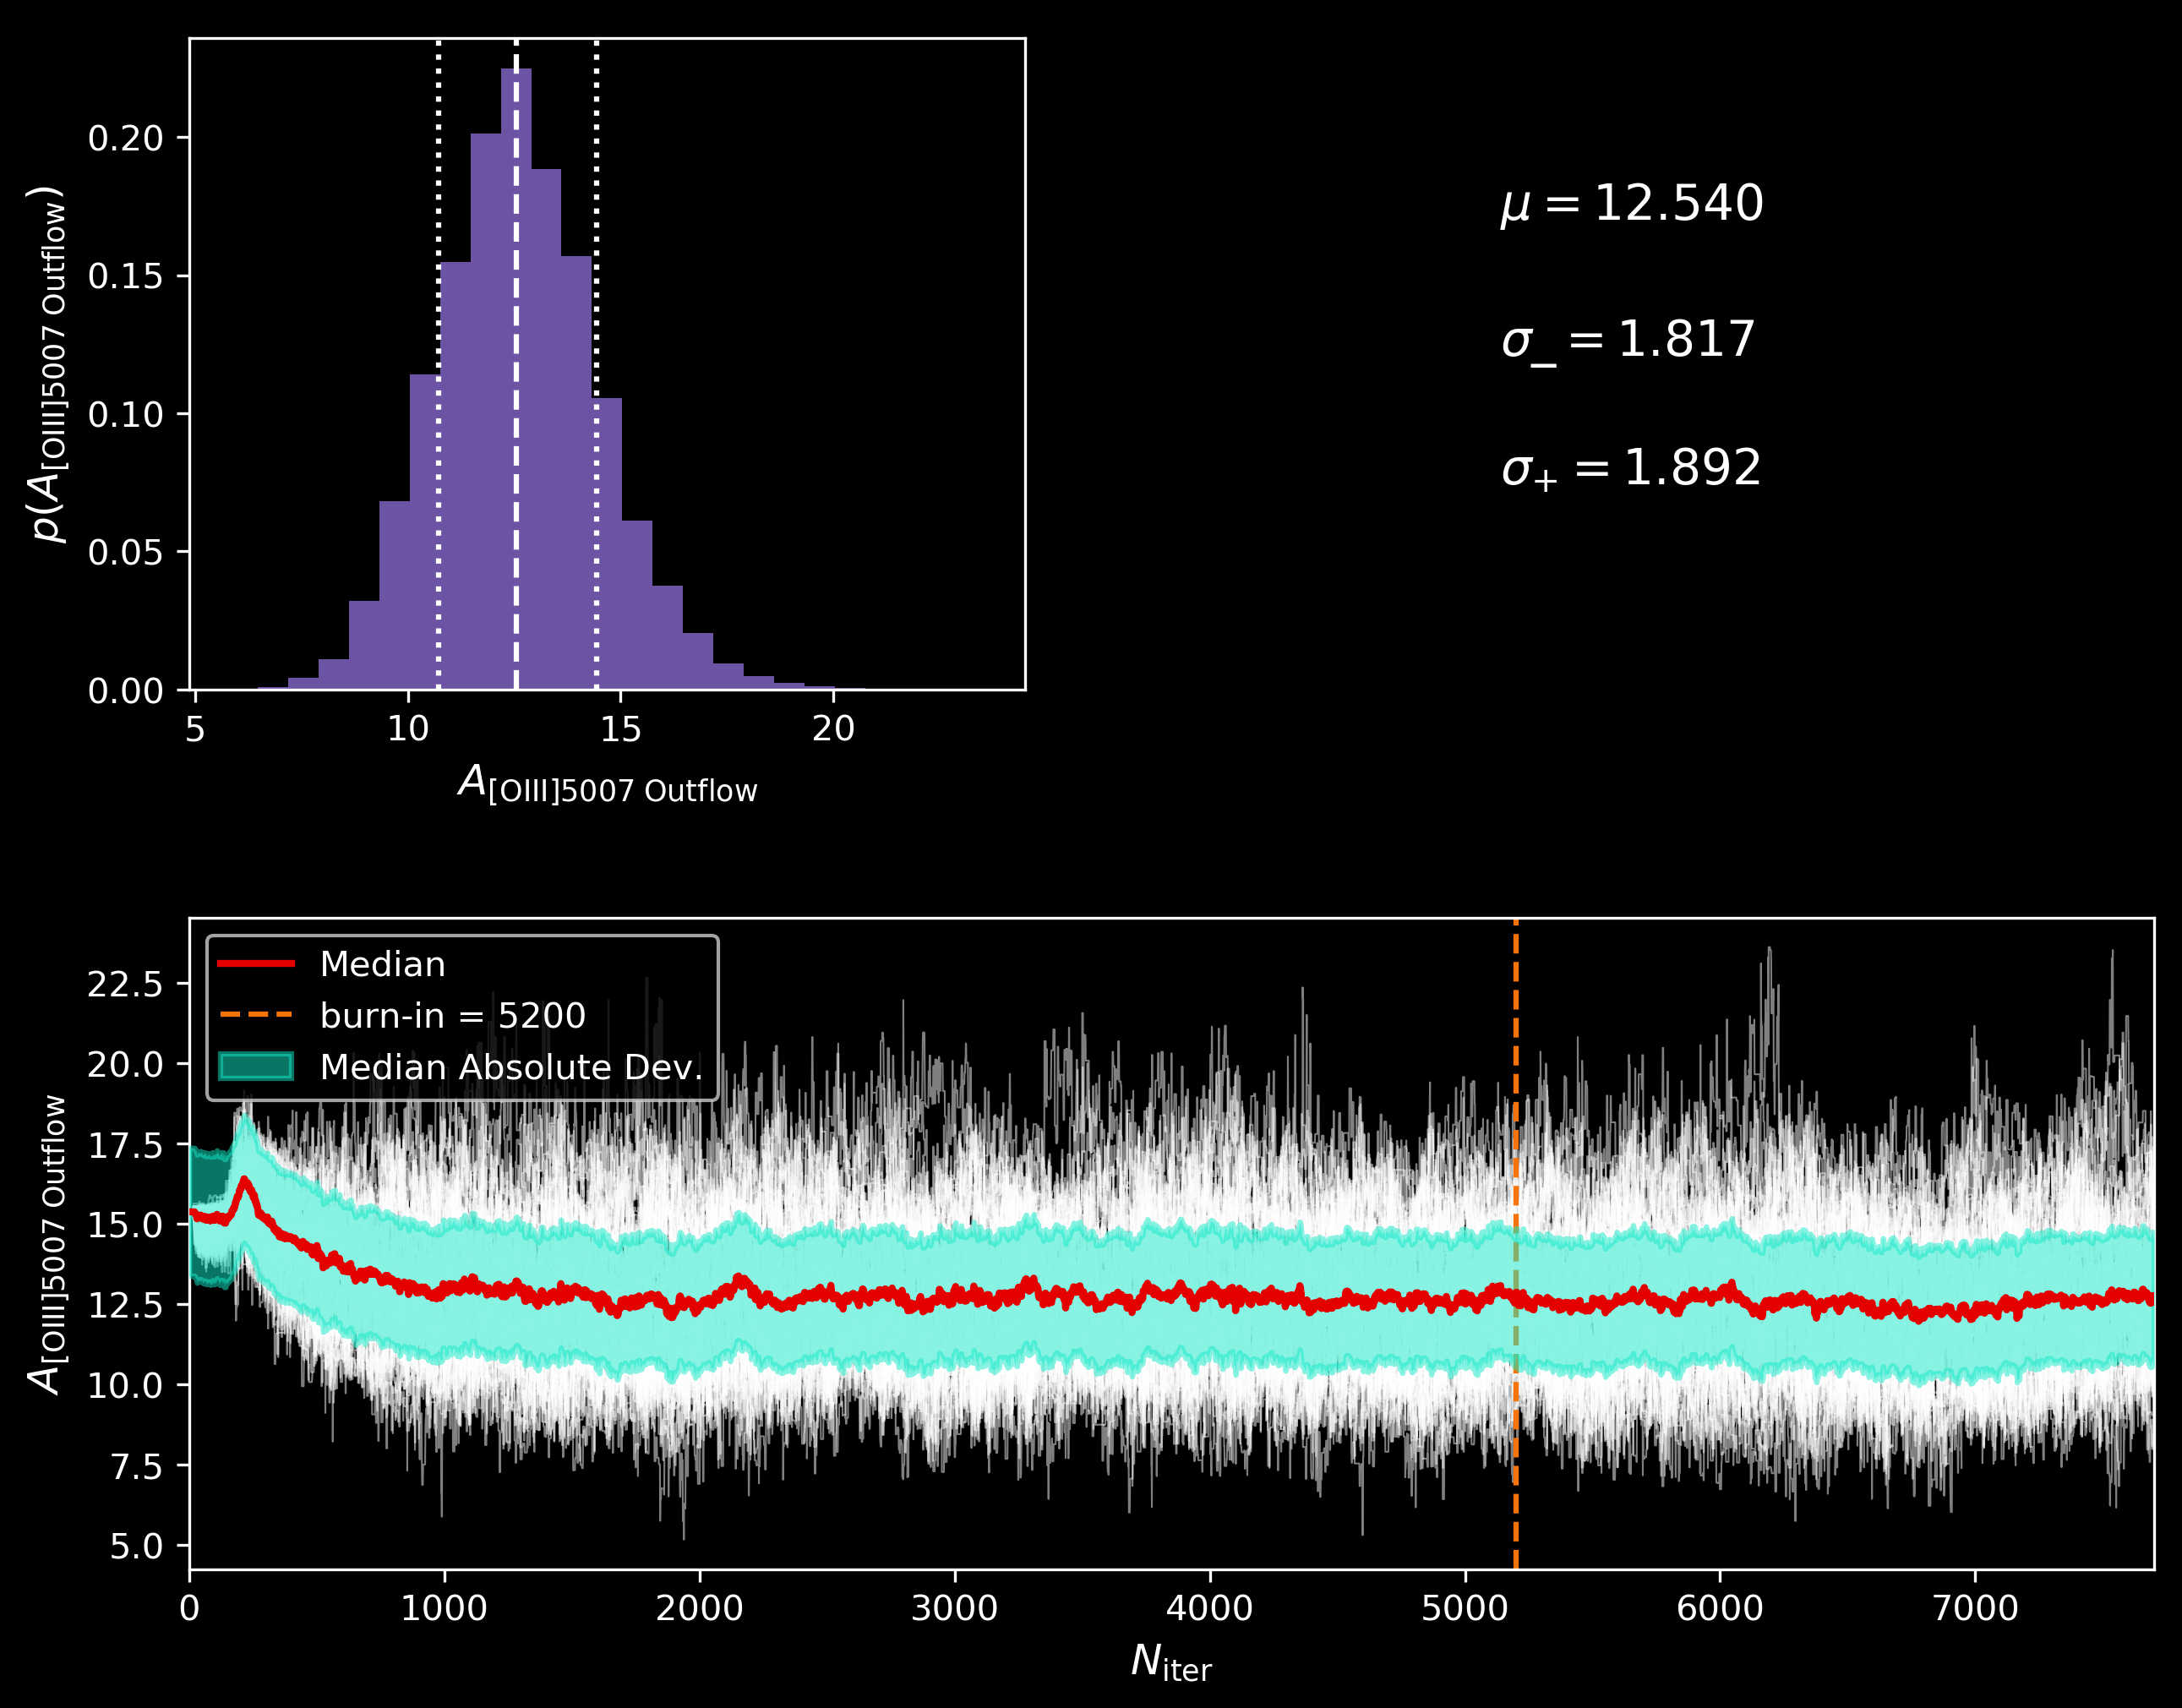 p(A[OIII]5007 Outflow)
0.20
0.15
0.10
0.05
0.00
5 10 15 20
A[OIII]5007 Outflow
μ = 12.540
σ− = 1.817
σ+ = 1.892
A[OIII]5007 Outflow
22.5
20.0
17.5
15.0
12.5
10.0
7.5
5.0
Median
burn-in = 5200
Median Absolute Dev.
0 1000 2000 3000 4000 5000 6000 7000
Niter